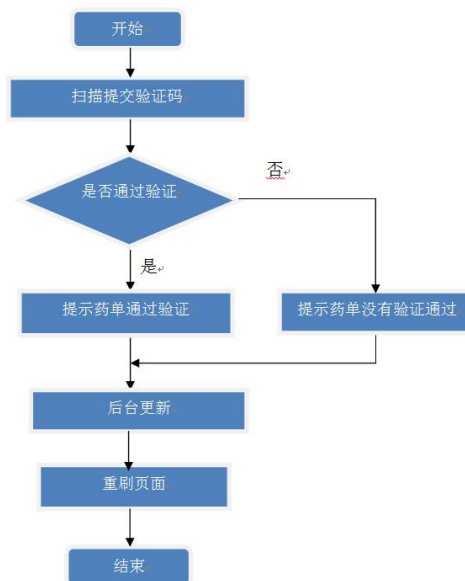 开始
扫描提交验证码
是否通过验证
否
是
提示药单通过验证
提示药单没有验证通过
后台更新
重刷页面
结束